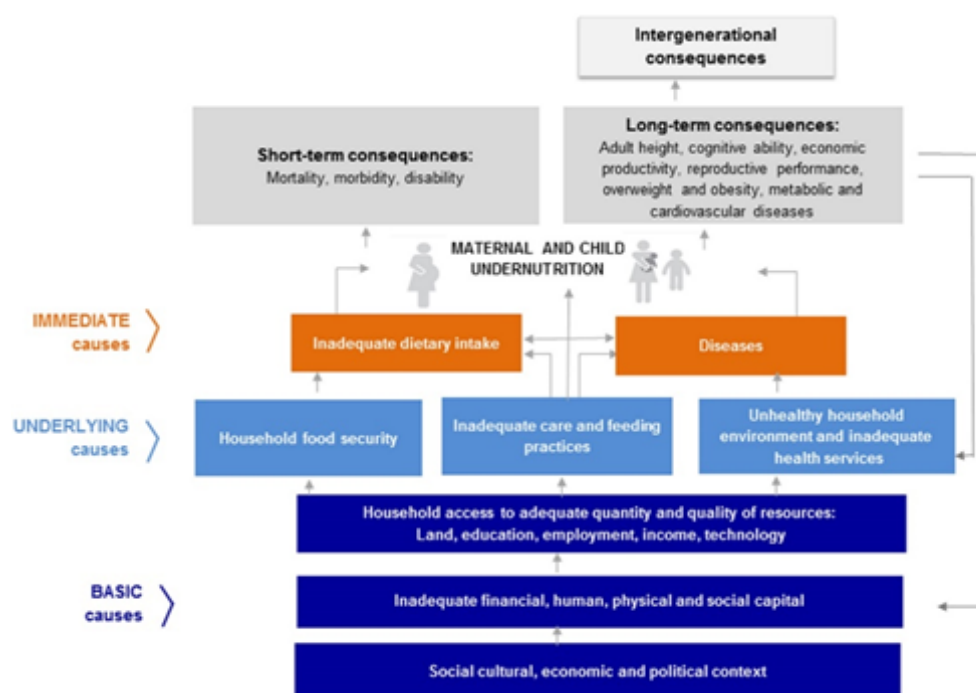 Intergenerational
consequences
Short-term consequences:
Mortality, morbidity, disability
Long-term consequences:
Adult height, cognitive ability, economic
productivity, reproductive performance,
overweight and obesity, metabolic and
cardiovascular diseases
MATERNAL AND CHILD
UNDERNUTRITION
IMMEDIATE
causes
Inadequate dietary intake
Diseases
UNDERLYING
causes
Household food security
Inadequate care and feeding
practices
Unhealthy household
environment and inadequate
health services
Household access to adequate quantity and quality of resources:
Land, education, employment, income, technology
BASIC
causes
Inadequate financial, human, physical and social capital
Social cultural, economic and political context